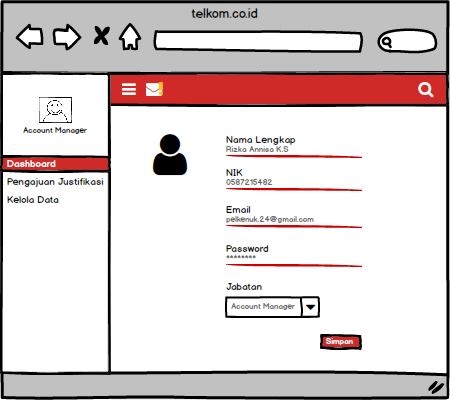 telkom.co.id
Account Manager
Dashboard
Pengajuan Justifikasi
Kelola Data
Nama Lengkap
Rizka Annisa K.S
NIK
0587215482
Email
pelkenuk.24@gmail.com
Password
********
Jabatan
Account Manager
Simpan